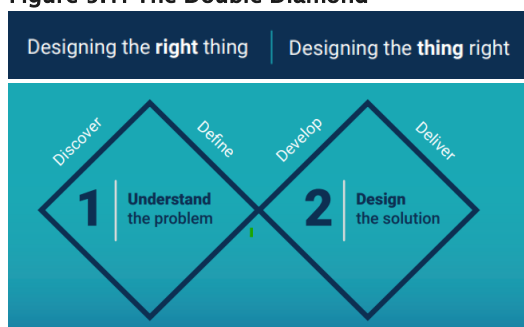 Figure 5.1: The Double Diamond
Designing the right thing
Designing the thing right
Discover
Define
Develop
Deliver
1
Understand
the problem
2
Design
the solution